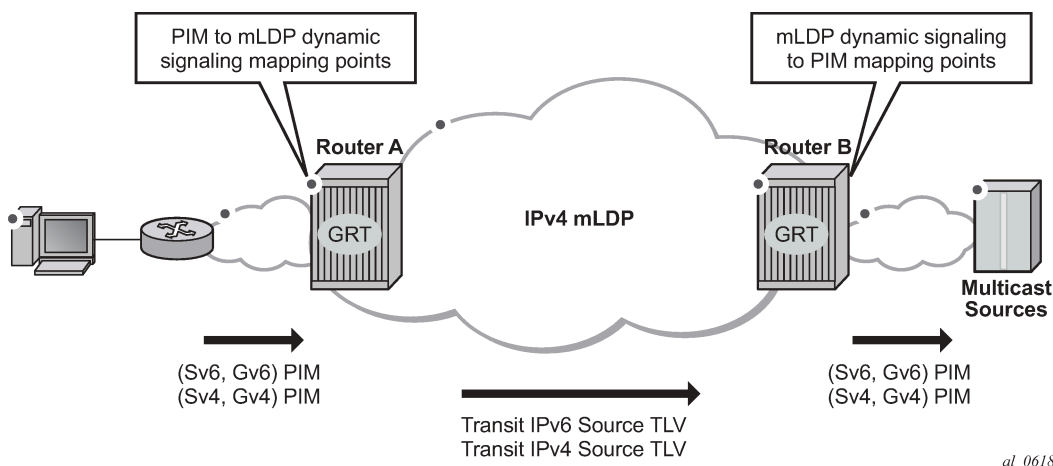 PIM to mLDP dynamic
signaling mapping points
mLDP dynamic signaling
to PIM mapping points
Router A
Router B
IPv4 mLDP
GRT
GRT
Multicast
Sources
(Sv6, Gv6) PIM
(Sv4, Gv4) PIM
(Sv6, Gv6) PIM
(Sv4, Gv4) PIM
Transit IPv6 Source TLV
Transit IPv4 Source TLV
al_0618